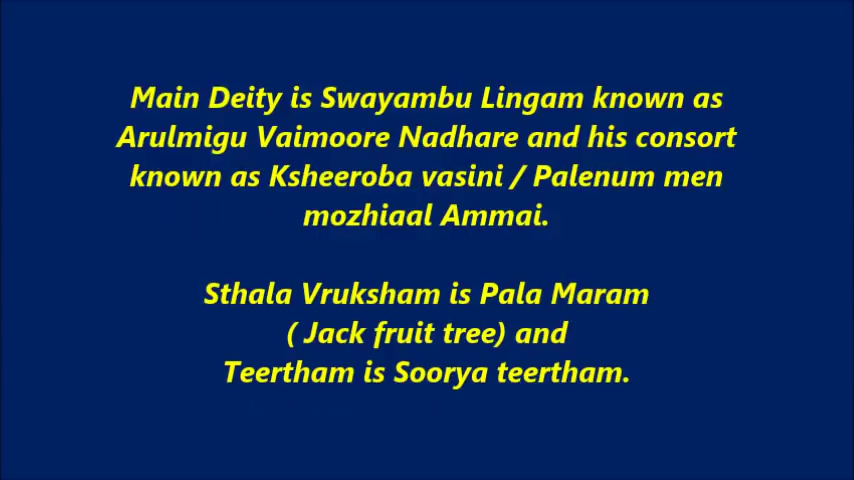 Main Deity is Swayambu Lingam known as
Arulmigu Vaimoore Nadhare and his consort
known as Ksheeroba vasini / Palenum men
mozhiaal Ammai.
Sthala Vruksham is Pala Maram
( Jack fruit tree) and
Teertham is Soorya teertham.